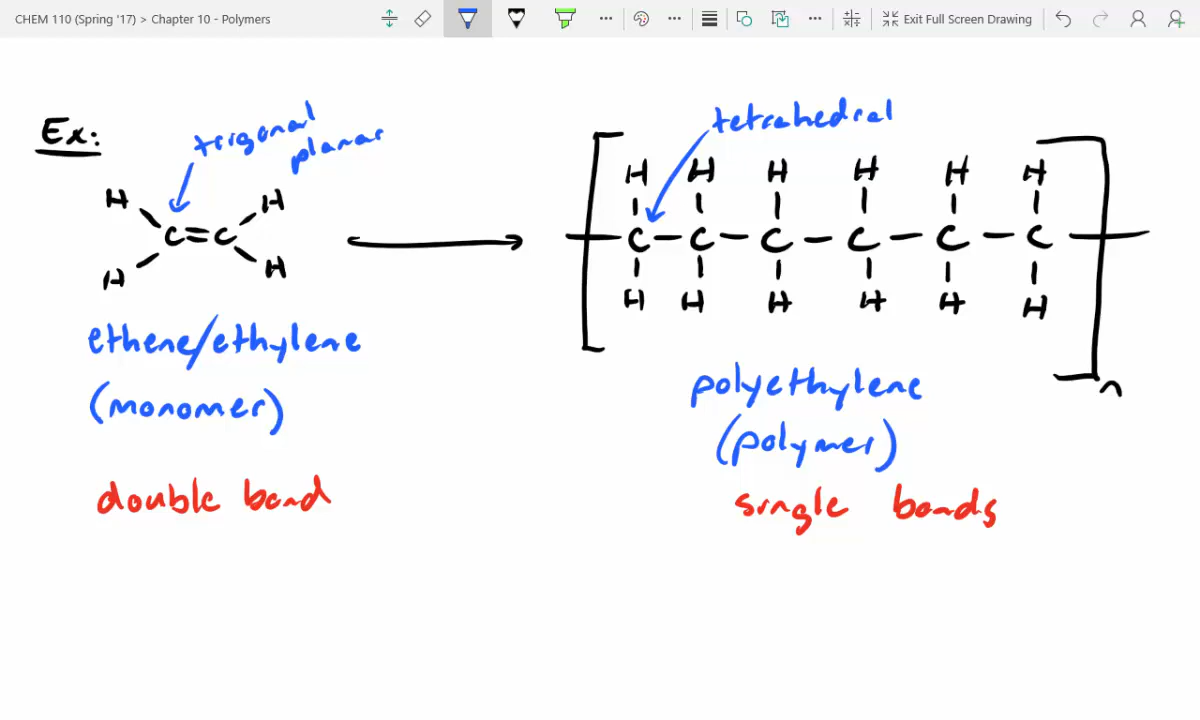 CHEM 110 (Spring '17) > Chapter 10 - Polymers
Exit Full Screen Drawing
Ex:
trigonal
planar
H H
C=C
H H
ethene/ethylene
(monomer)
double bond
tetrahedral
H H H H H H
C-C-C-C-C-C
H H H H H H
n
polyethylene
(polymer)
single bonds